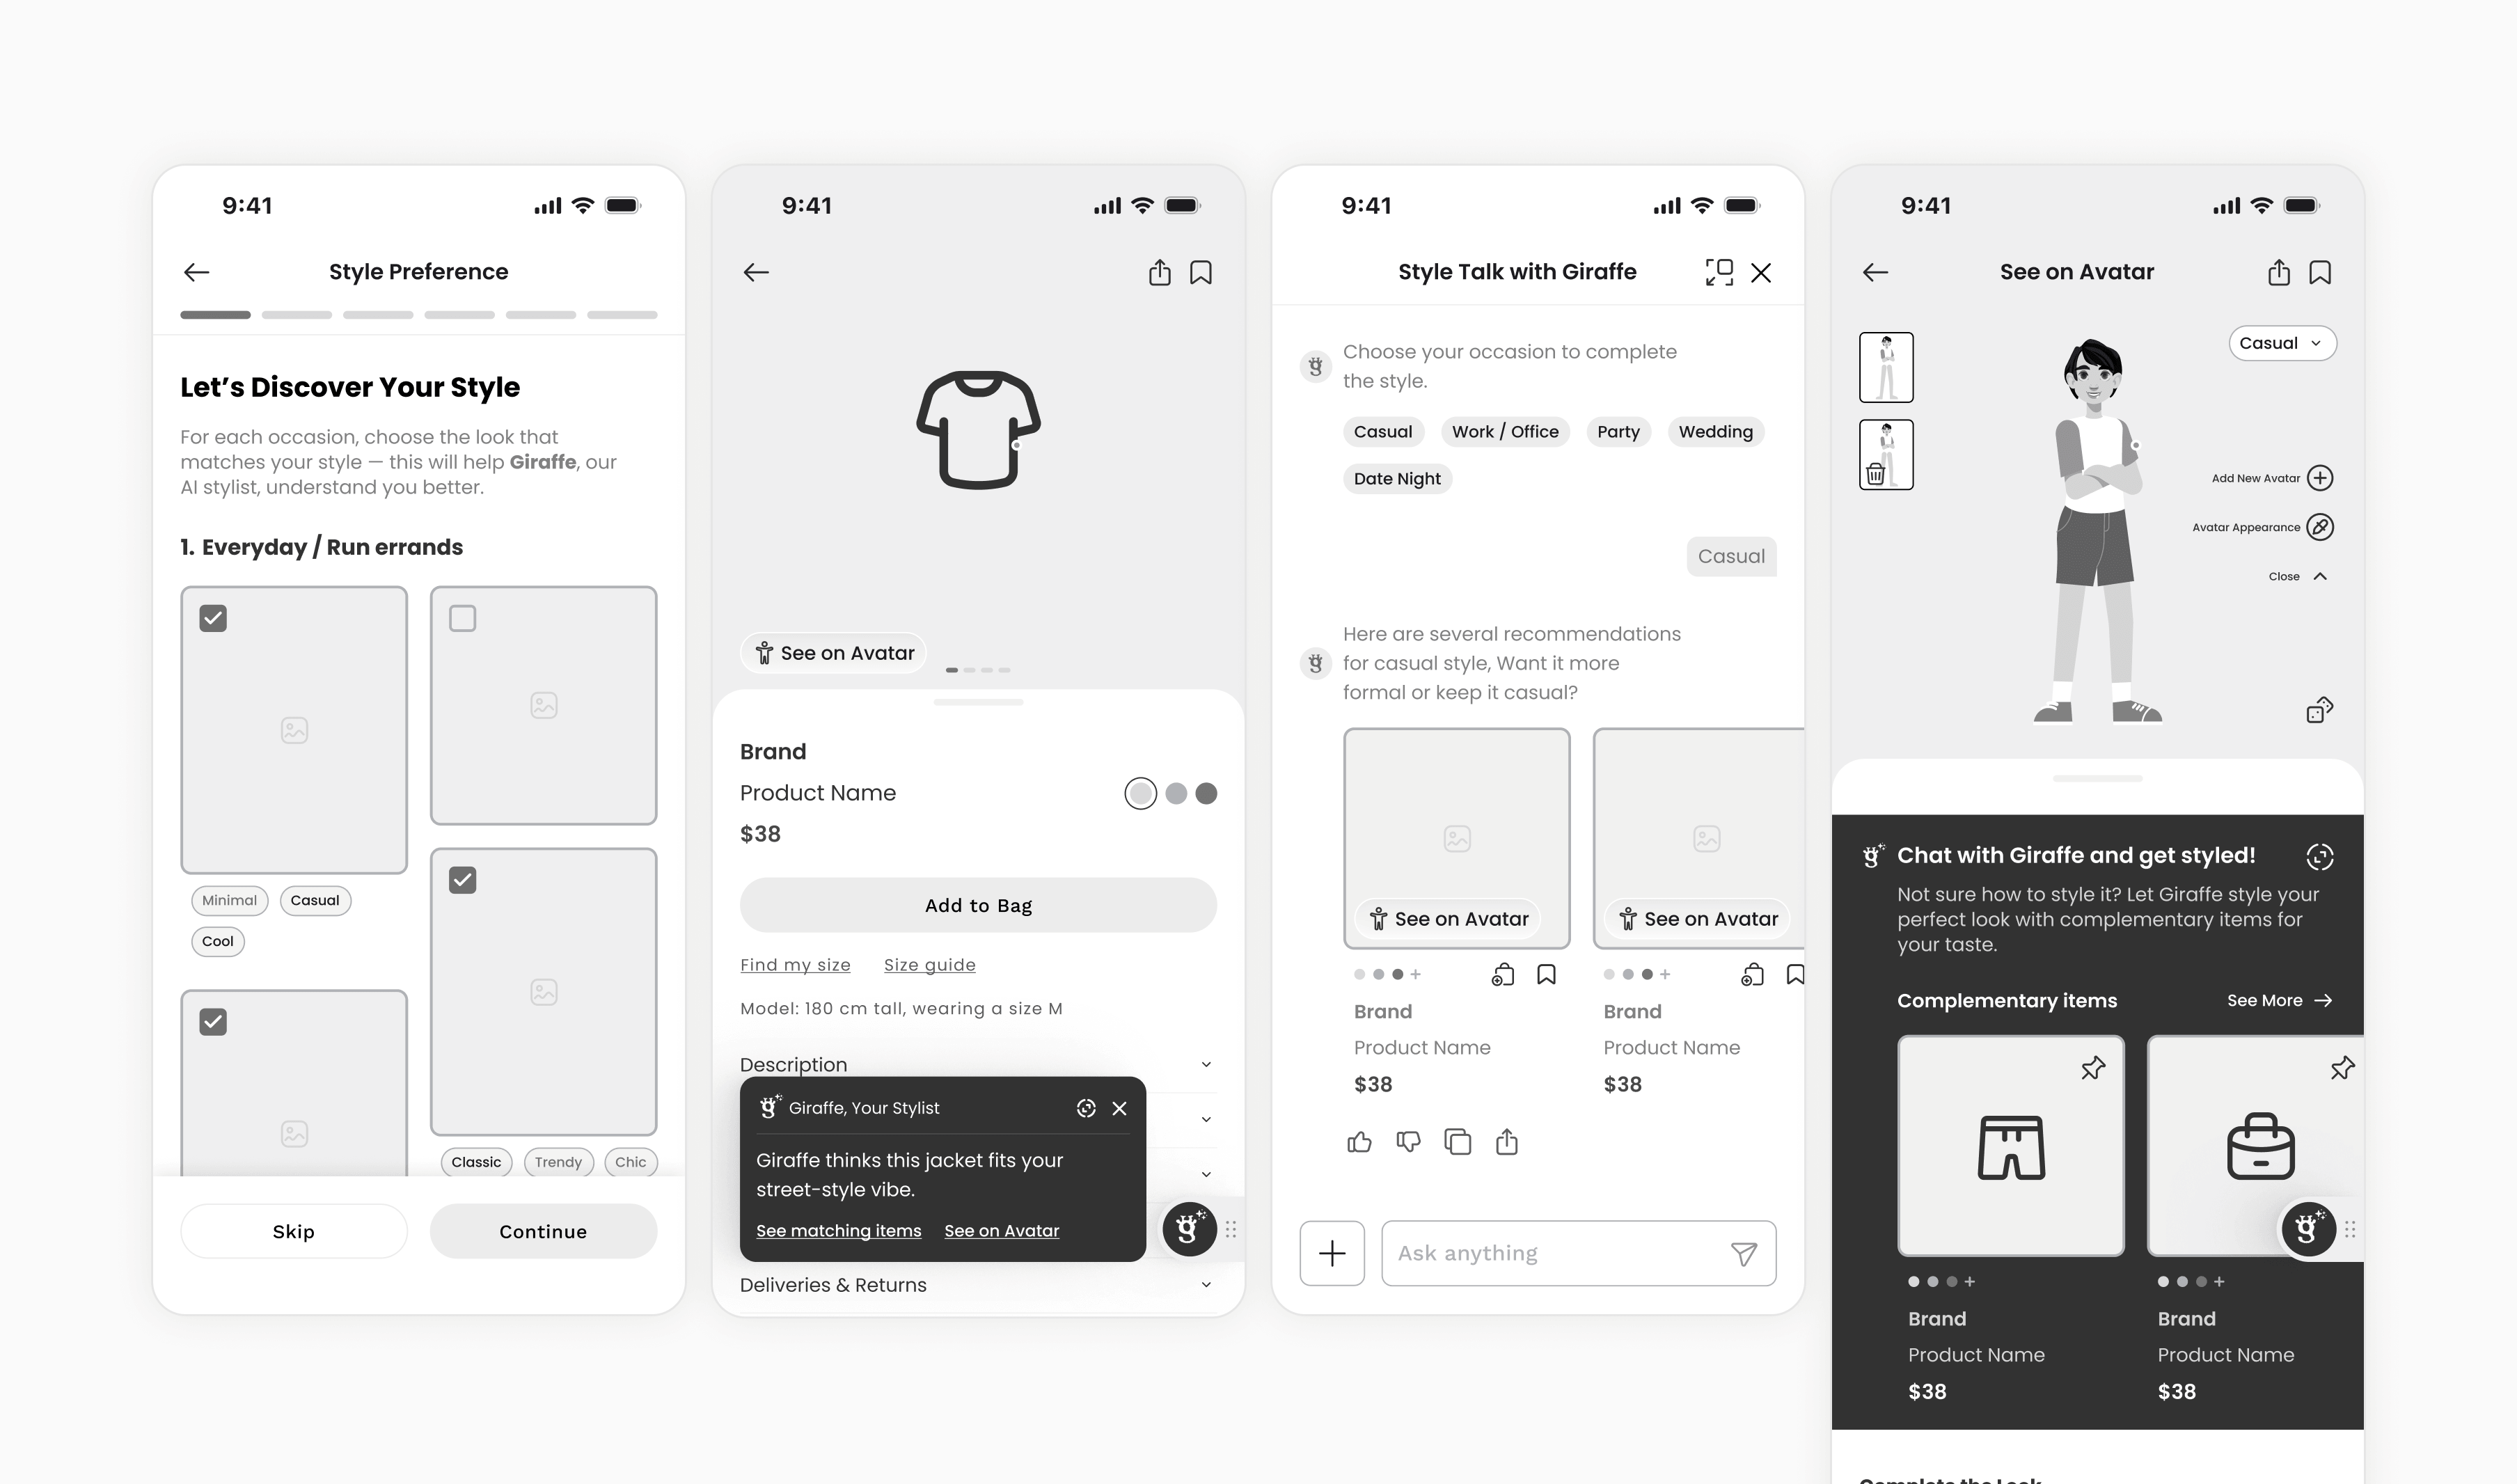 9:41
Style Preference
Let’s Discover Your Style
For each occasion, choose the look that
matches your style — this will help Giraffe, our
AI stylist, understand you better.
1. Everyday / Run errands
Minimal
Casual
Cool
Classic
Trendy
Chic
Skip
Continue
9:41
See on Avatar
Brand
Product Name
$38
Add to Bag
Find my size
Size guide
Model: 180 cm tall, wearing a size M
Description
Giraffe, Your Stylist
Giraffe thinks this jacket fits your
street-style vibe.
See matching items
See on Avatar
Deliveries & Returns
9:41
Style Talk with Giraffe
Choose your occasion to complete
the style.
Casual
Work / Office
Party
Wedding
Date Night
Casual
Here are several recommendations
for casual style, Want it more
formal or keep it casual?
See on Avatar
See on Avatar
Brand
Brand
Product Name
Product Name
$38
$38
Ask anything
9:41
See on Avatar
Casual
Add New Avatar
Avatar Appearance
Close
Chat with Giraffe and get styled!
Not sure how to style it? Let Giraffe style your
perfect look with complementary items for
your taste.
Complementary items
See More
Brand
Brand
Product Name
Product Name
$38
$38
Complete the Look